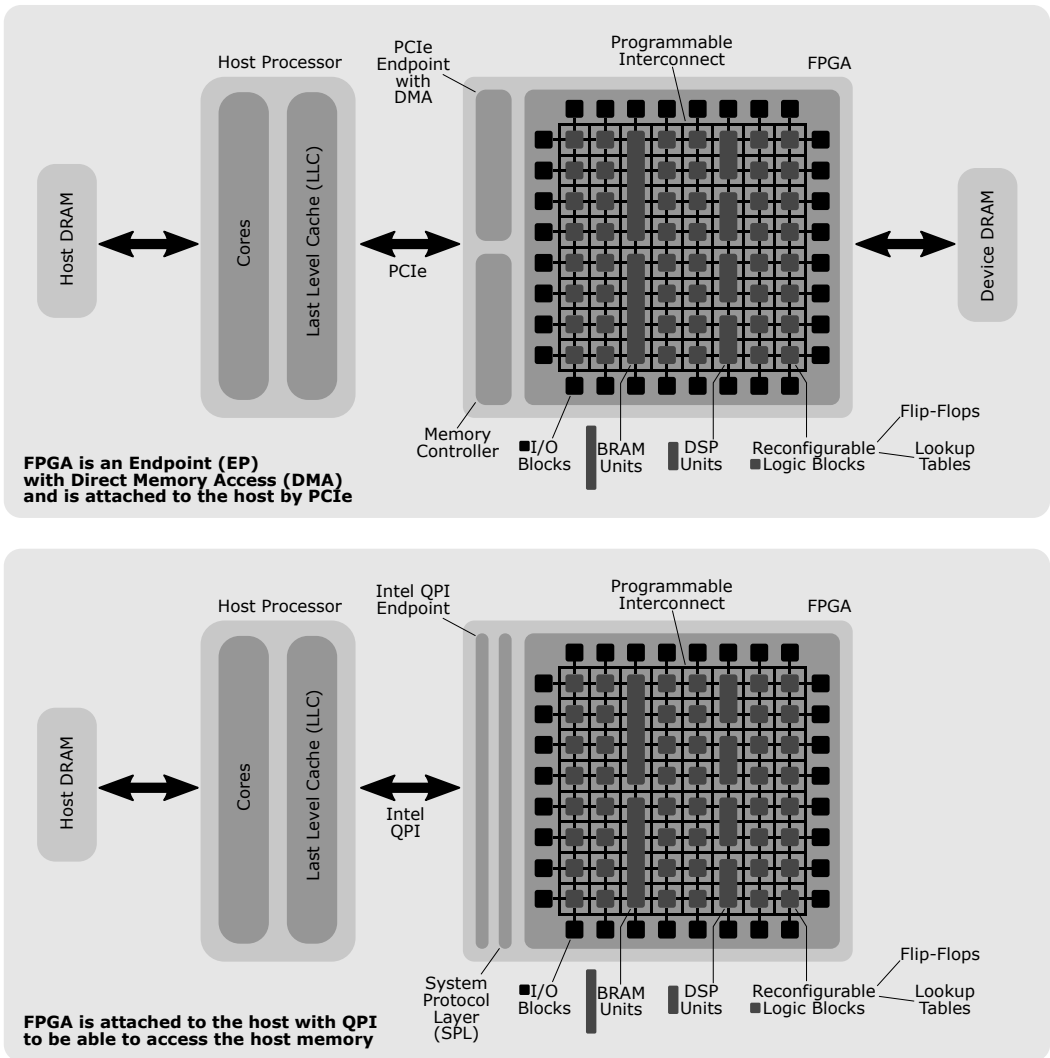 Host Processor
PCIe
Endpoint
with
DMA
Programmable
Interconnect
FPGA
Host DRAM
Cores
Last Level Cache (LLC)
PCIe
Device DRAM
Memory
Controller
I/O
Blocks
BRAM
Units
DSP
Units
Reconfigurable
Logic Blocks
Flip-Flops
Lookup
Tables
FPGA is an Endpoint (EP)
with Direct Memory Access (DMA)
and is attached to the host by PCIe
Host Processor
Intel QPI
Endpoint
Programmable
Interconnect
FPGA
Host DRAM
Cores
Last Level Cache (LLC)
Intel
QPI
System
Protocol
Layer
(SPL)
I/O
Blocks
BRAM
Units
DSP
Units
Reconfigurable
Logic Blocks
Flip-Flops
Lookup
Tables
FPGA is attached to the host with QPI
to be able to access the host memory